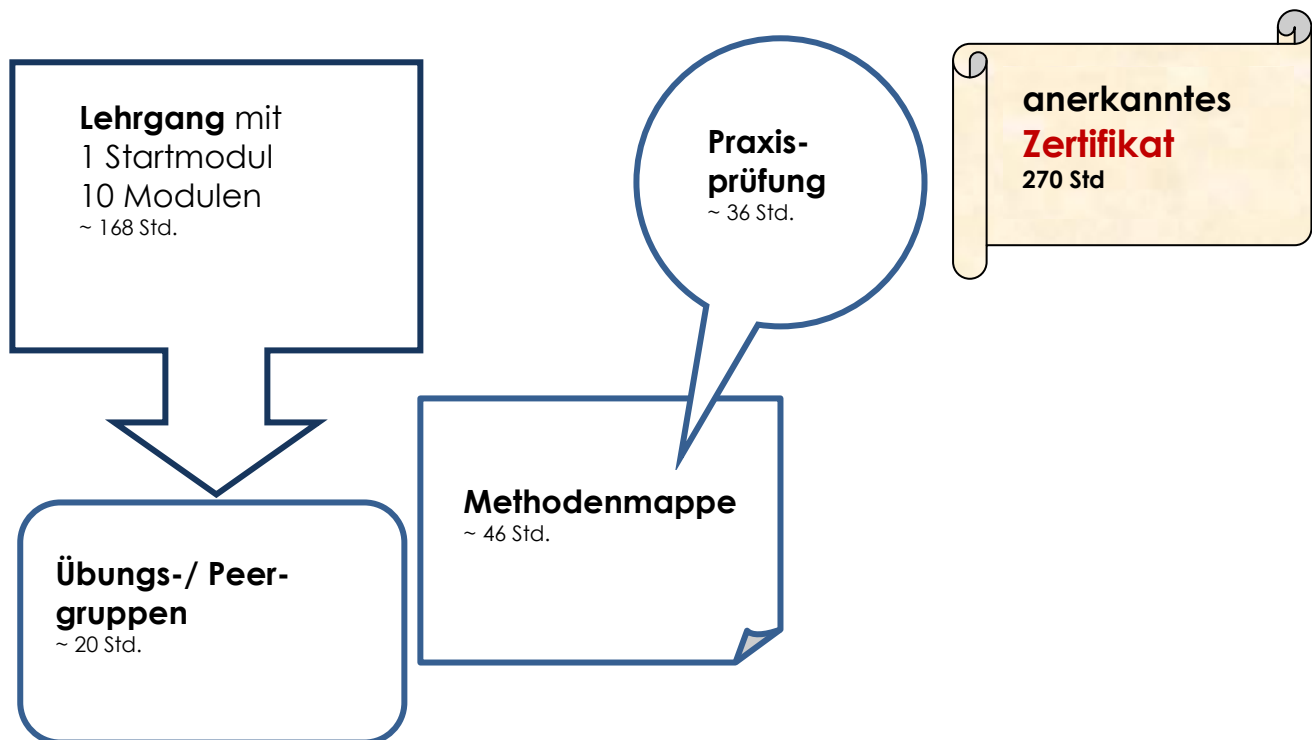 Lehrgang mit
1 Startmodul
10 Modulen
~ 168 Std.
Übungs-/ Peer-
gruppen
~ 20 Std.
Methodenmappe
~ 46 Std.
Praxis-
prüfung
~ 36 Std.
anerkanntes
Zertifikat
270 Std